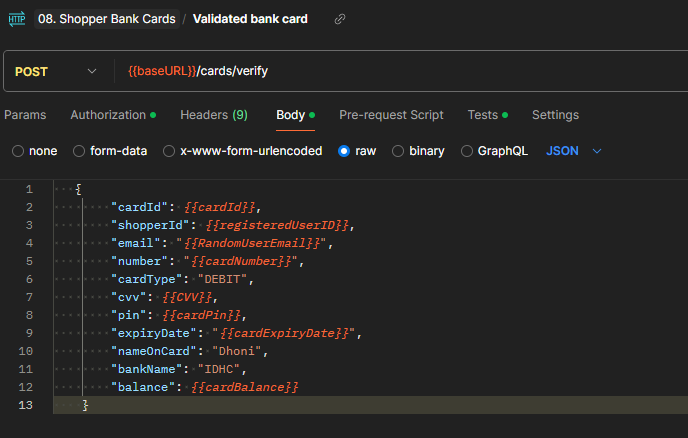 HTTP 08. Shopper Bank Cards / Validated bank card
POST {{baseURL}}/cards/verify
Params Authorization Headers (9) Body Pre-request Script Tests Settings
none form-data x-www-form-urlencoded raw binary GraphQL JSON
1 {
2 "cardId": {{cardId}},
3 "shopperId": {{registeredUserID}},
4 "email": "{{RandomUserEmail}}",
5 "number": "{{cardNumber}}",
6 "cardType": "DEBIT",
7 "cvv": {{CVV}},
8 "pin": {{cardPin}},
9 "expiryDate": "{{cardExpiryDate}}",
10 "nameOnCard": "Dhoni",
11 "bankName": "IDHC",
12 "balance": {{cardBalance}}
13 }